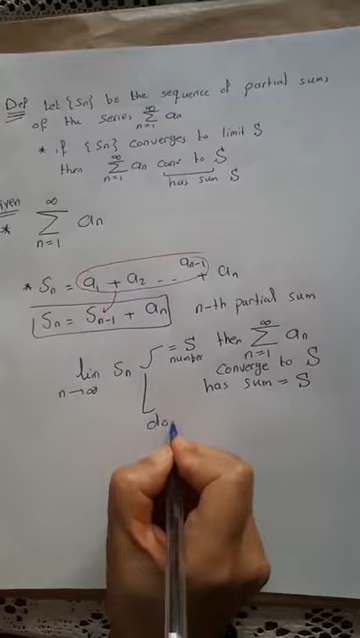 Def Let {Sn} be the sequence of partial sums
of the series ∞∑n=1 an
* if {Sn} converges to limit S
then ∞∑n=1 an conv to S
has sum S
* ∞∑n=1 an
* Sn = a1 + a2 ... + an-1 + an
Sn = Sn-1 + an n-th partial sum
lim n→∞ Sn = S number then ∞∑n=1 an
converge to S
has sum = S